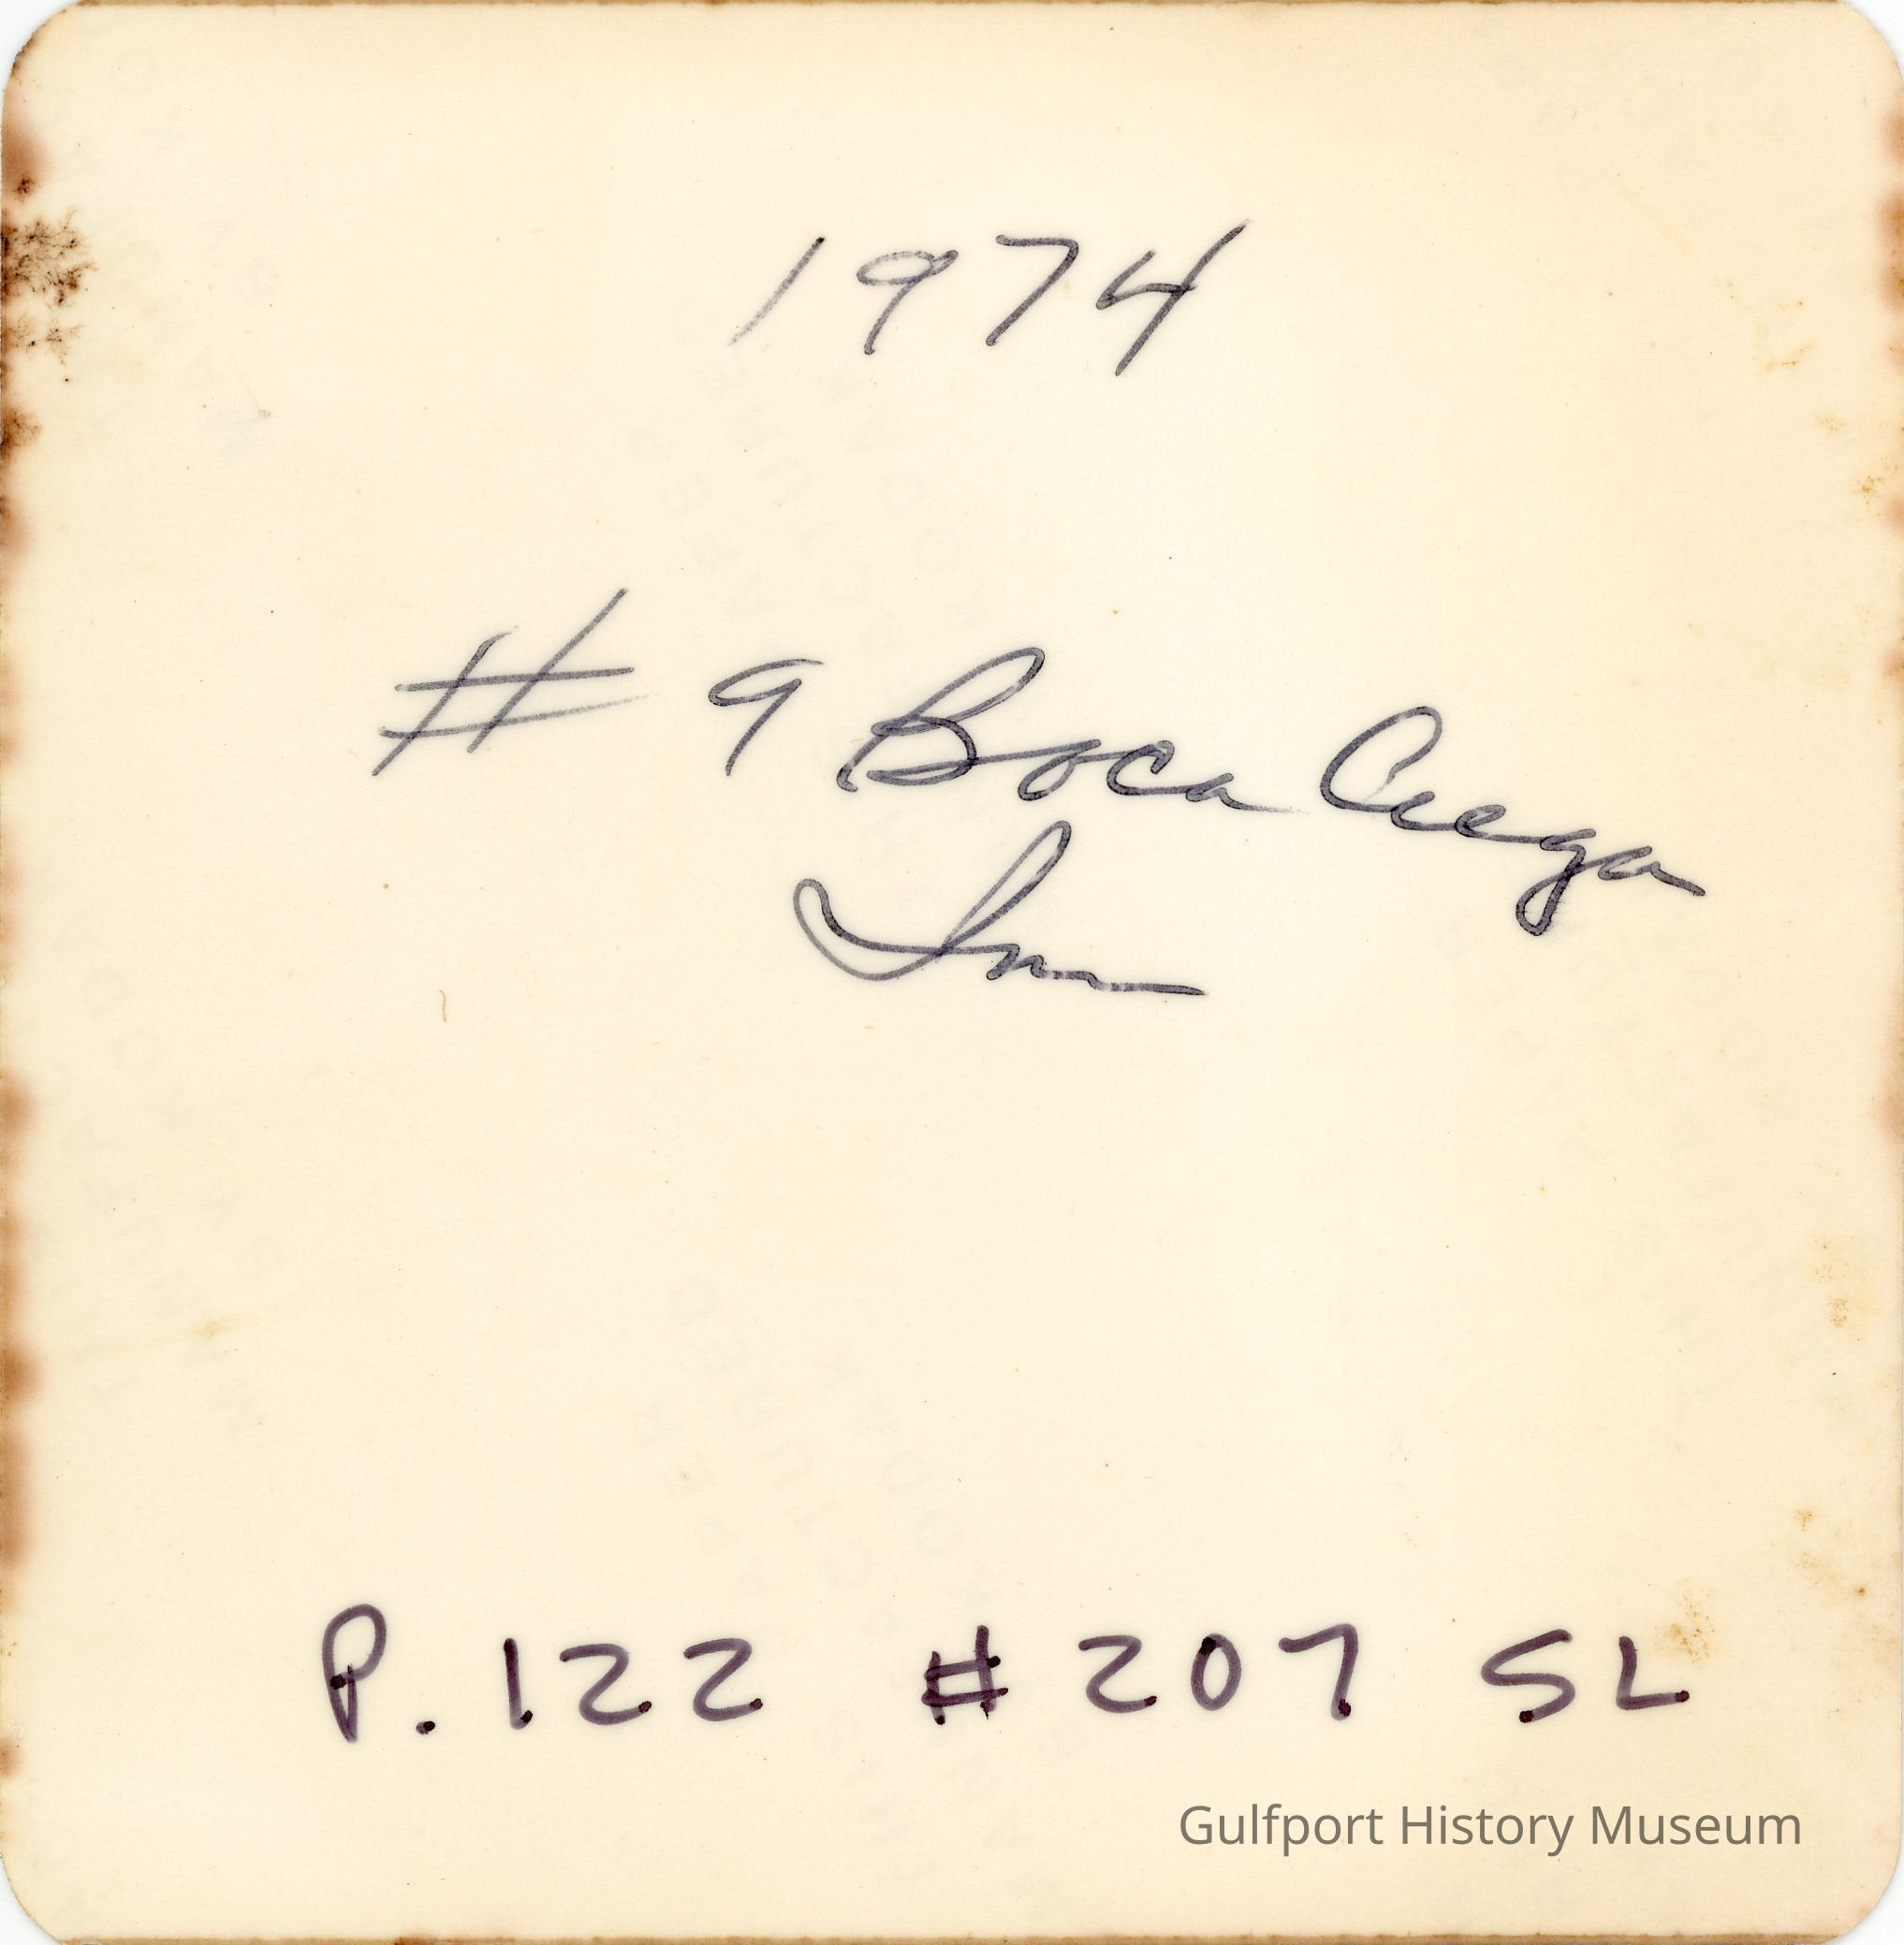 1974
# 9 Boca Ciega
Inn
P. 122 # 207 SL
Gulfport History Museum